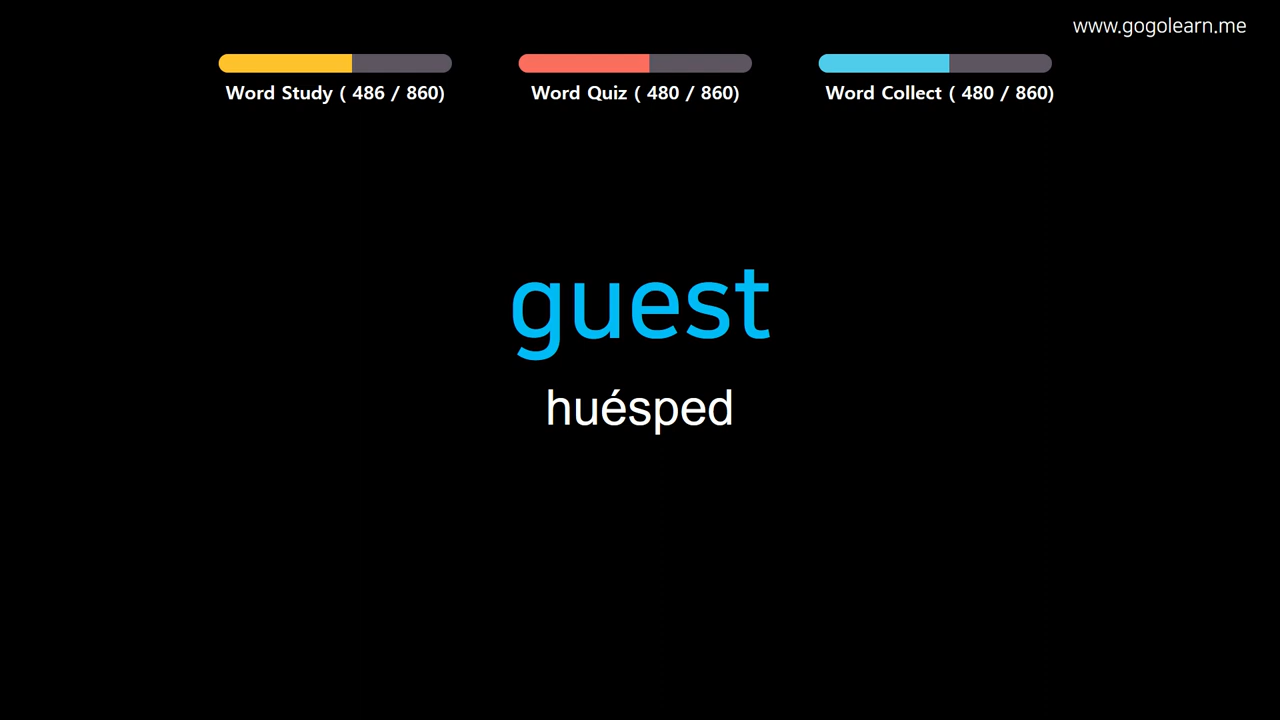 www.gogolearn.me
Word Study ( 486 / 860)
Word Quiz ( 480 / 860)
Word Collect ( 480 / 860)
guest
huésped